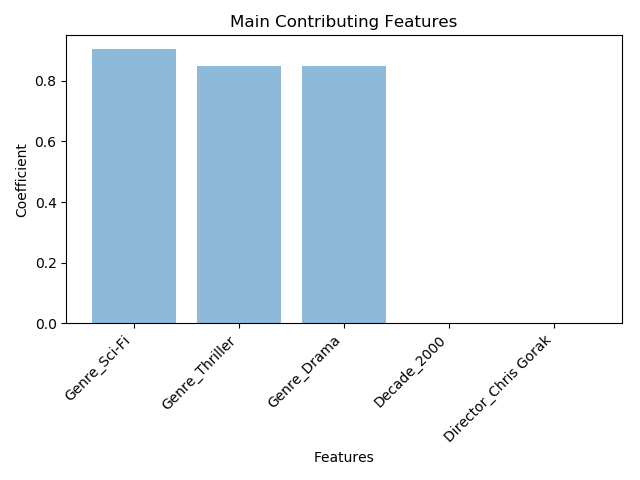 Main Contributing Features
Coefficient
0.8
0.6
0.4
0.2
0.0
Genre_Sci-Fi
Genre_Thriller
Genre_Drama
Decade_2000
Director_Chris Gorak
Features